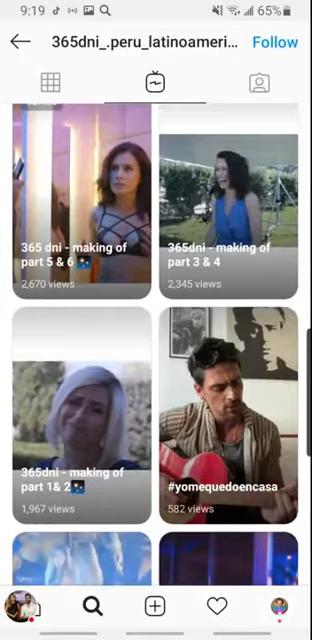 9:19
65%
365dni_.peru_latinoameri...
Follow
365 dni - making of
part 5 & 6
2,670 views
365dni - making of
part 3 & 4
2,345 views
365dni - making of
part 1& 2
1,967 views
#yomequedoencasa
582 views